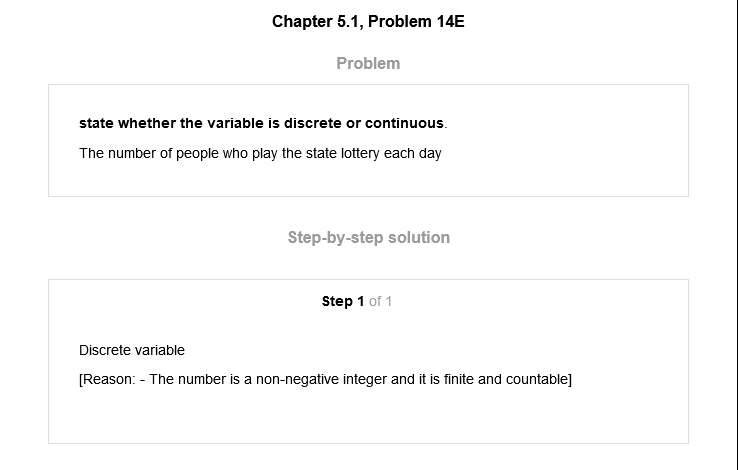 Chapter 5.1, Problem 14E
Problem
state whether the variable is discrete or continuous.
The number of people who play the state lottery each day
Step-by-step solution
Step 1 of 1
Discrete variable
[Reason: - The number is a non-negative integer and it is finite and countable]